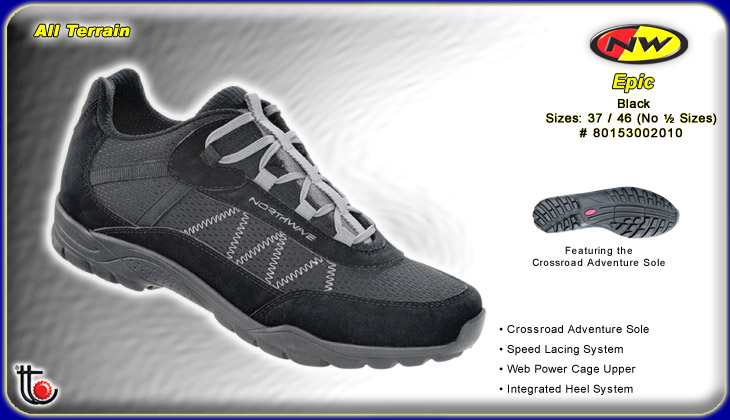 All Terrain
NW
Epic
Black
Sizes: 37 / 46 (No ½ Sizes)
# 80153002010
NORTHWAVE
Featuring the
Crossroad Adventure Sole
• Crossroad Adventure Sole
• Speed Lacing System
• Web Power Cage Upper
• Integrated Heel System